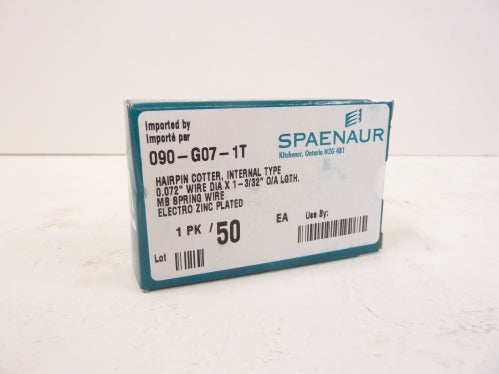 Imported by
Importé par
SPAENAUR
Kitchener, Ontario N2G 4B1
090-G07-1T
HAIRPIN COTTER, INTERNAL TYPE
0.072" WIRE DIA X 1-3/32" O/A LGTH.
MB SPRING WIRE
ELECTRO ZINC PLATED
1 PK / 50 EA Use By:
Lot